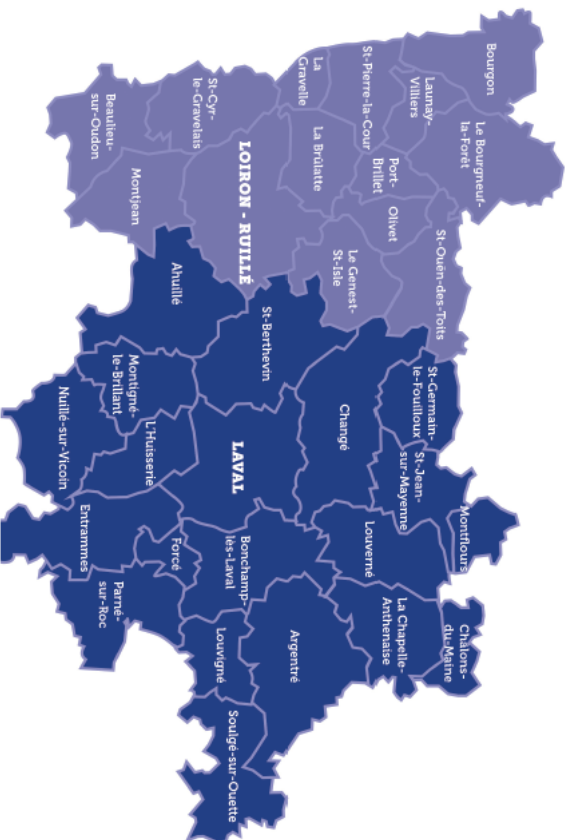 Bourgon
Launay-
Villiers
Le Bourgneuf-
la-Forêt
St-Pierre-la-Cour
La
Gravelle
Port-
Brillet
Olivet
St-Ouën-des-Toits
La Brûlatte
Le Genest-
St-Isle
St-Cyr-
le-Gravelais
LOIRON - RUILLÉ
Beaulieu-
sur-Oudon
Montjean
Ahuillé
St-Berthevin
Changé
St-Germain-
le-Fouilloux
St-Jean-
sur-Mayenne
Montflours
Montigné-
le-Brillant
Nuillé-sur-Vicoin
L'Huisserie
LAVAL
Louverné
Châlons-
du-Maine
La Chapelle-
Anthenaise
Entrammes
Forcé
Bonchamp-
lès-Laval
Argentré
Parné-
sur-Roc
Louvigné
Soulgé-sur-Ouette